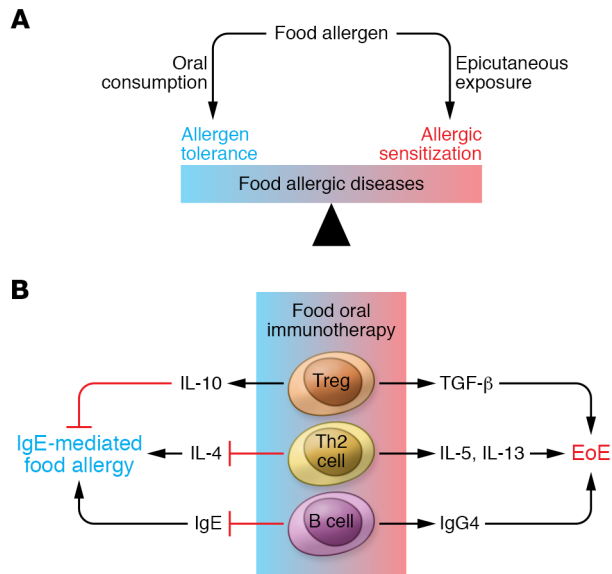 A
Food allergen
Oral
consumption
Epicutaneous
exposure
Allergen
tolerance
Allergic
sensitization
Food allergic diseases
B
Food oral
immunotherapy
IL-10
Treg
TGF-β
IgE-mediated
food allergy
IL-4
Th2
cell
IL-5, IL-13
EoE
IgE
B cell
IgG4